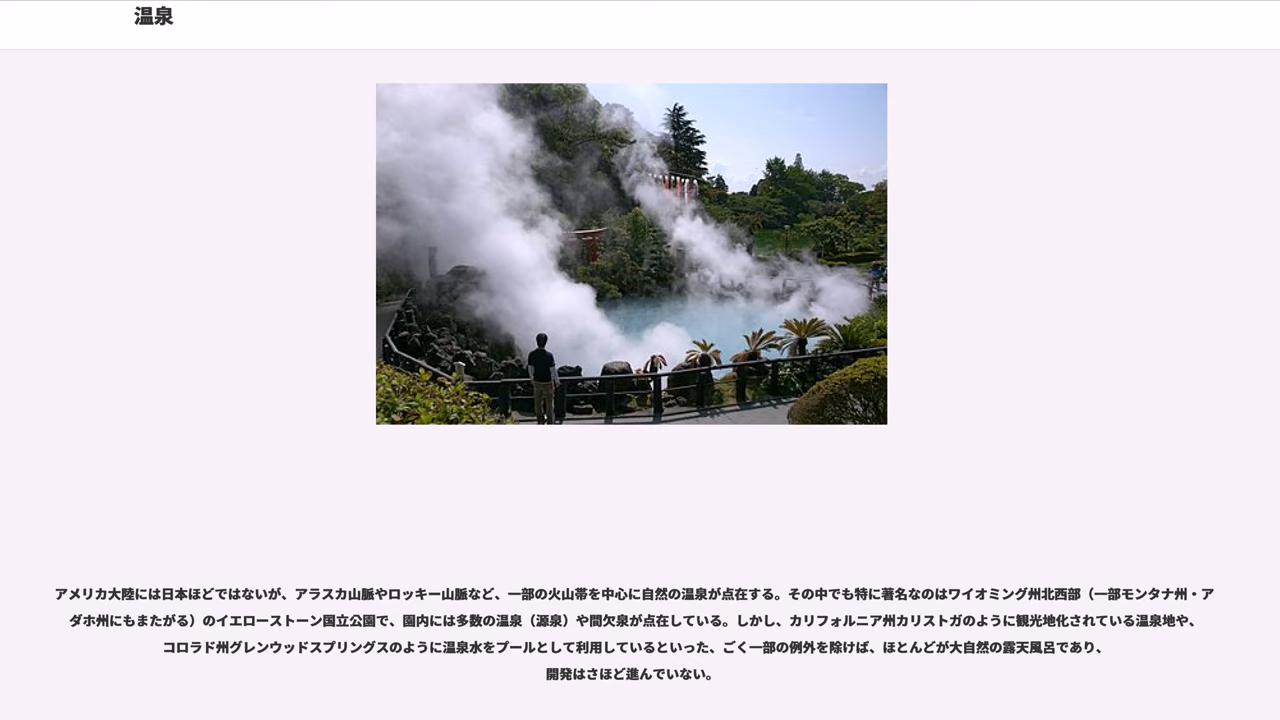 温泉
アメリカ大陸には日本ほどではないが、アラスカ山脈やロッキー山脈など、一部の火山帯を中心に自然の温泉が点在する。その中でも特に著名なのはワイオミング州北西部（一部モンタナ州・ア
ダホ州にもまたがる）のイエローストーン国立公園で、園内には多数の温泉（源泉）や間欠泉が点在している。しかし、カリフォルニア州カリストガのように観光地化されている温泉地や、
コロラド州グレンウッドスプリングスのように温泉水をプールとして利用しているといった、ごく一部の例外を除けば、ほとんどが大自然の露天風呂であり、
開発はさほど進んでいない。